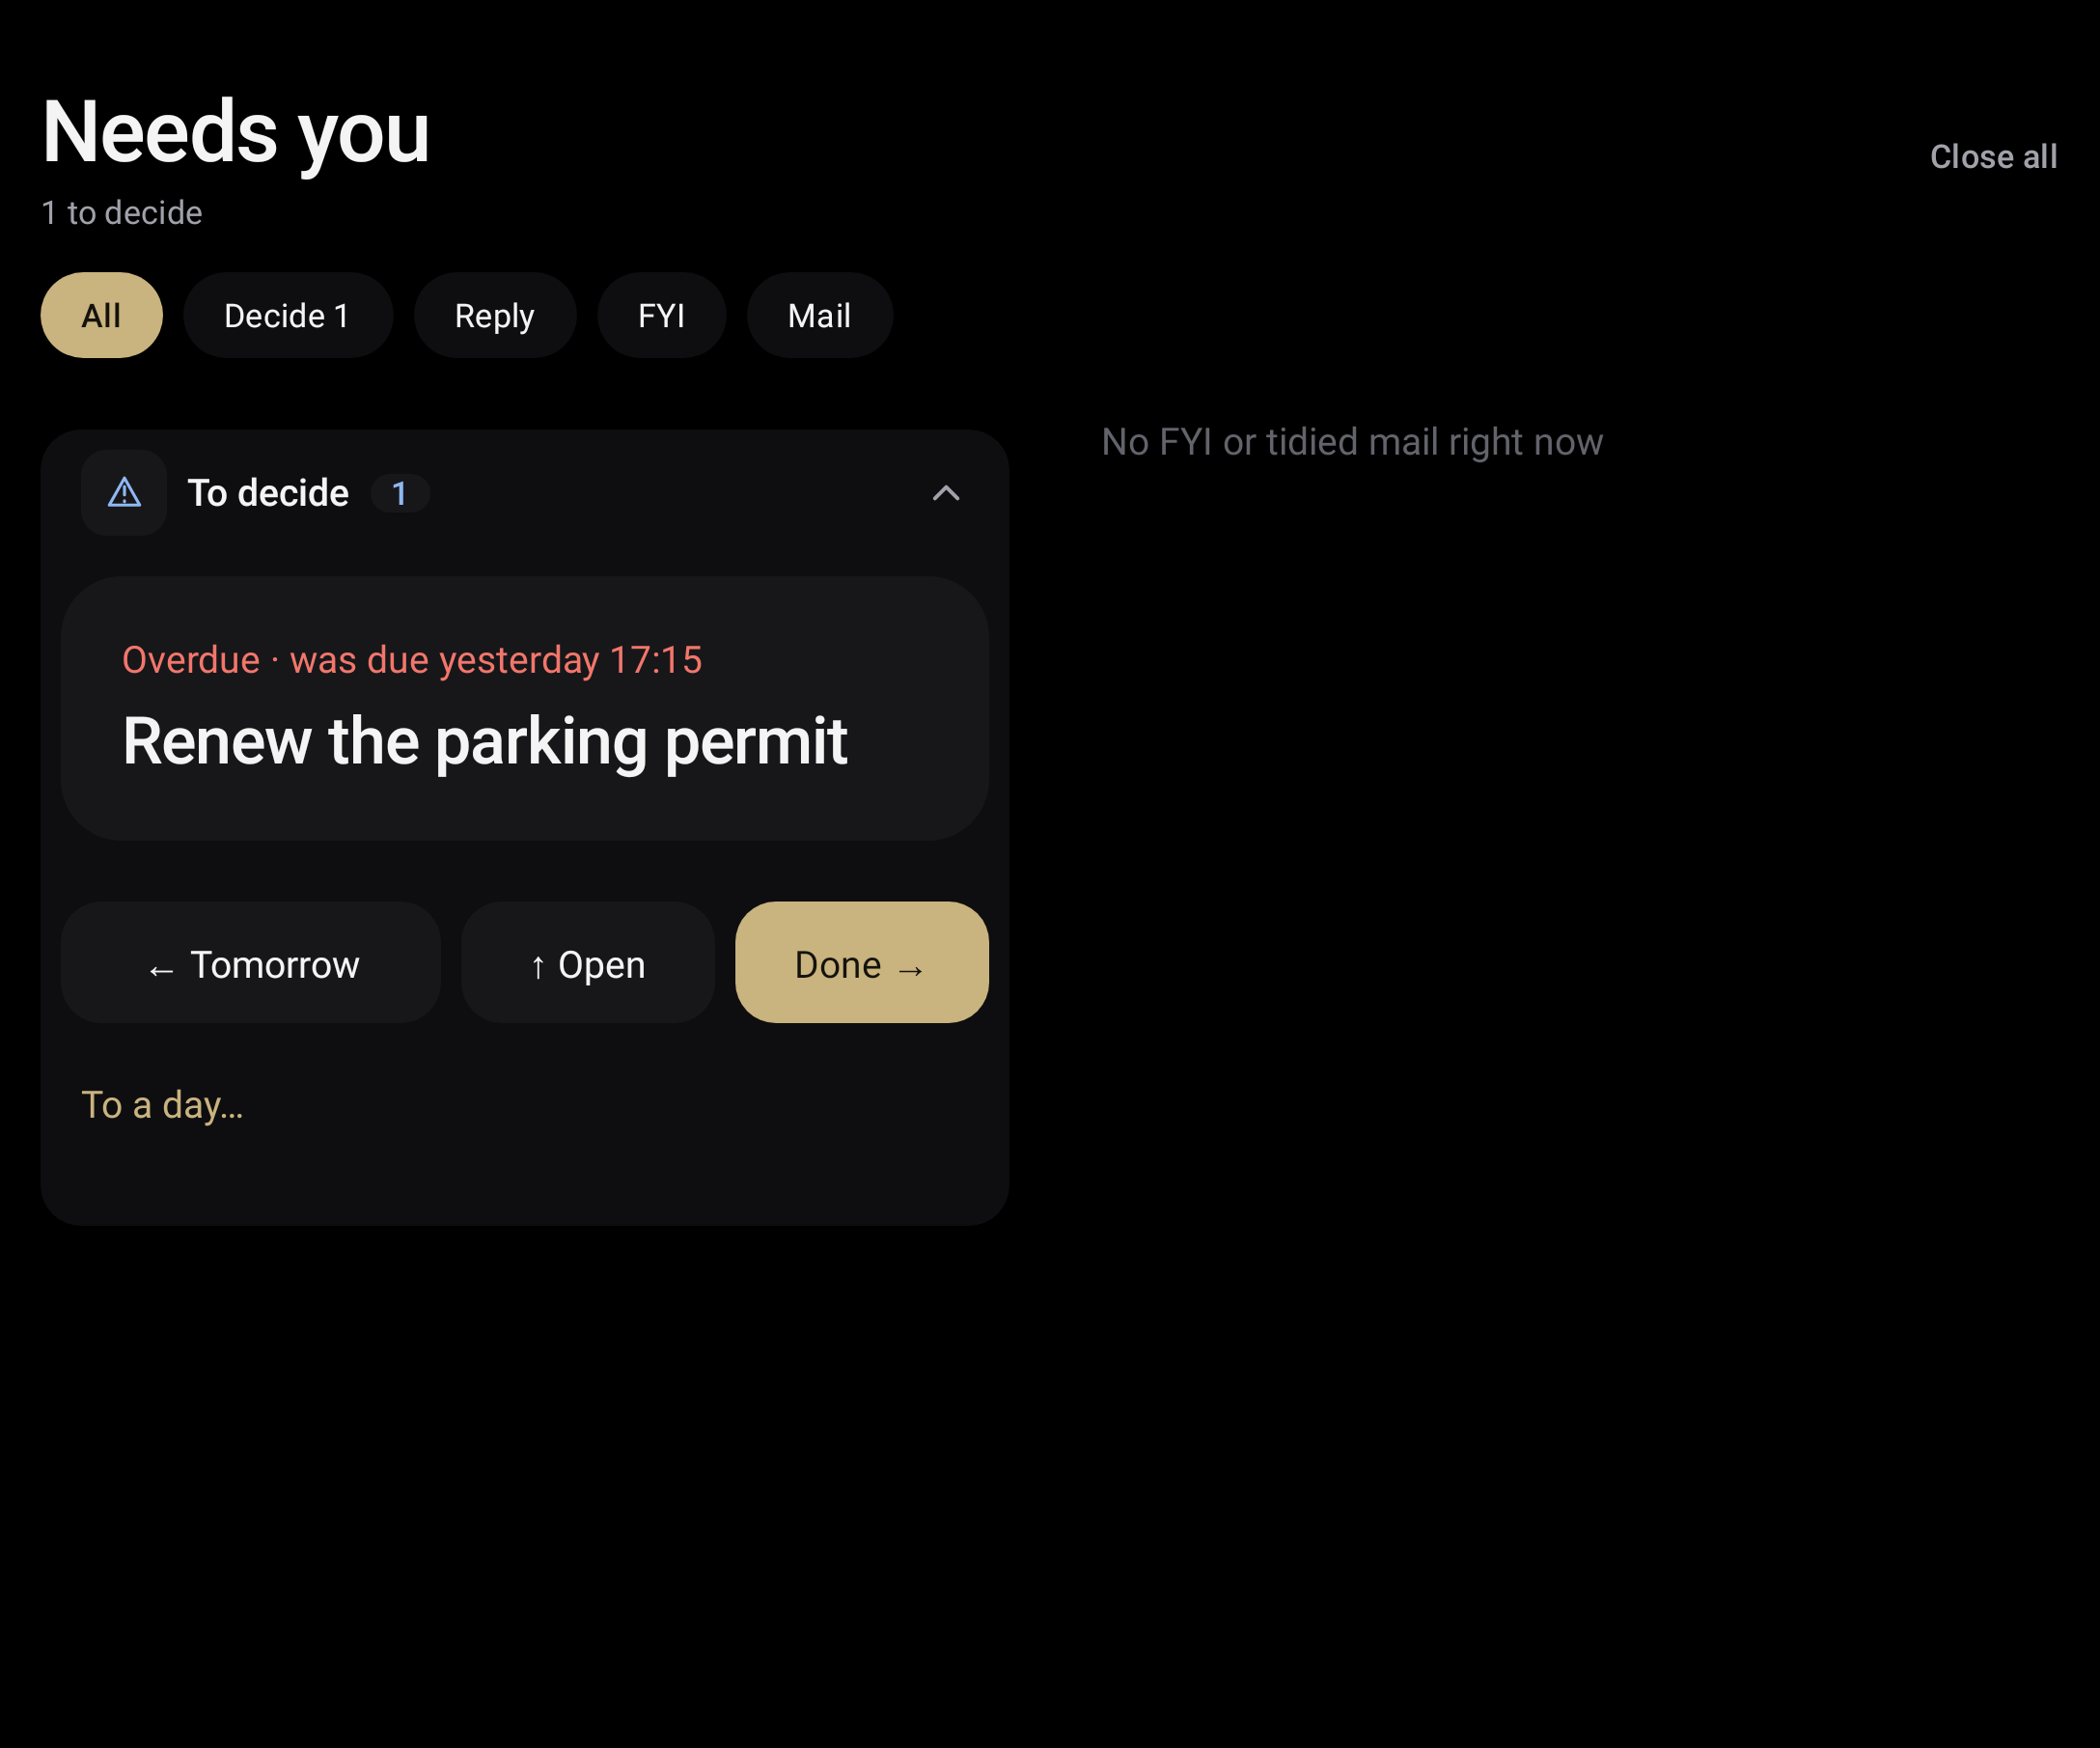 Needs you
Close all
1 to decide
All
Decide 1
Reply
FYI
Mail
To decide 1
Overdue · was due yesterday 17:15
Renew the parking permit
← Tomorrow
↑ Open
Done →
To a day…
No FYI or tidied mail right now